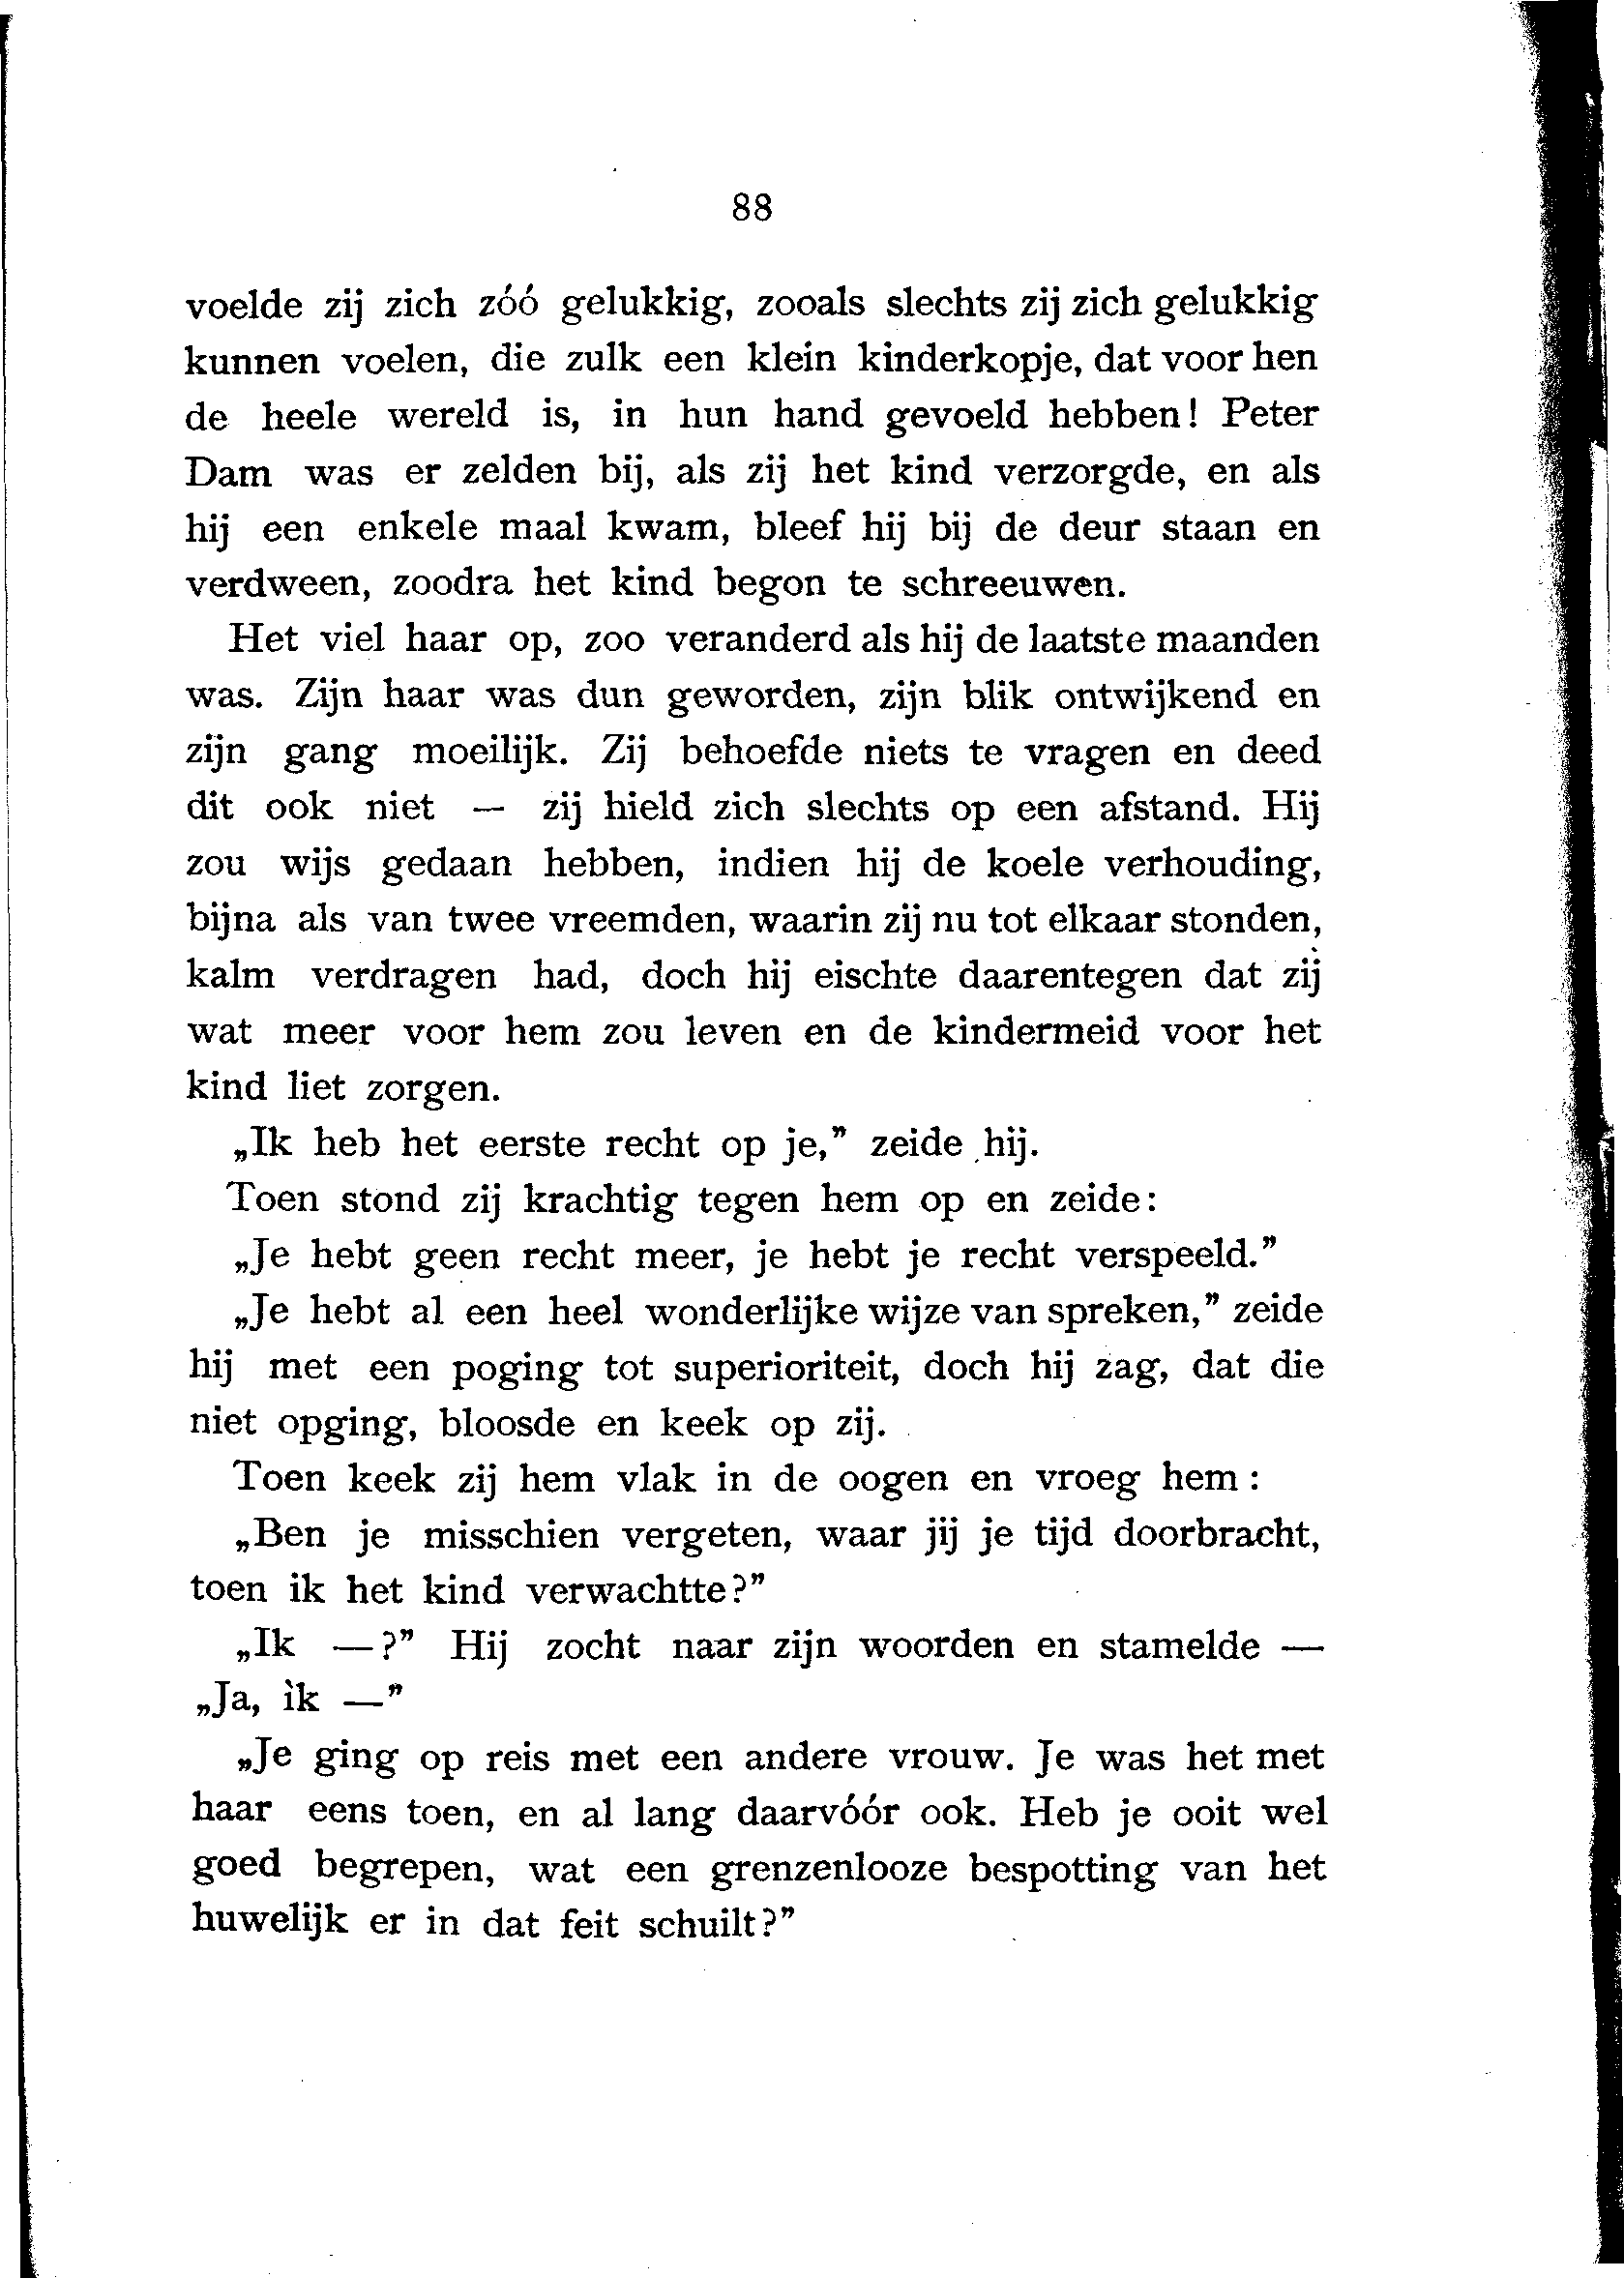 88
voelde zij zich zóó gelukkig, zooals slechts zij zich gelukkig
kunnen voelen, die zulk een klein kinderkopje, dat voor hen
de heele wereld is, in hun hand gevoeld hebben! Peter
Dam was er zelden bij, als zij het kind verzorgde, en als
hij een enkele maal kwam, bleef hij bij de deur staan en
verdween, zoodra het kind begon te schreeuwen.
Het viel haar op, zoo veranderd als hij de laatste maanden
was. Zijn haar was dun geworden, zijn blik ontwijkend en
zijn gang moeilijk. Zij behoefde niets te vragen en deed
dit ook niet — zij hield zich slechts op een afstand. Hij
zou wijs gedaan hebben, indien hij de koele verhouding,
bijna als van twee vreemden, waarin zij nu tot elkaar stonden,
kalm verdragen had, doch hij eischte daarentegen dat zij
wat meer voor hem zou leven en de kindermeid voor het
kind liet zorgen.
„Ik heb het eerste recht op je,” zeide hij.
Toen stond zij krachtig tegen hem op en zeide:
„Je hebt geen recht meer, je hebt je recht verspeeld.”
„Je hebt al een heel wonderlijke wijze van spreken,” zeide
hij met een poging tot superioriteit, doch hij zag, dat die
niet opging, bloosde en keek op zij.
Toen keek zij hem vlak in de oogen en vroeg hem :
„Ben je misschien vergeten, waar jij je tijd doorbracht,
toen ik het kind verwachtte?”
„Ik —?” Hij zocht naar zijn woorden en stamelde —
„Ja, ìk —”
„Je ging op reis met een andere vrouw. Je was het met
haar eens toen, en al lang daarvóór ook. Heb je ooit wel
goed begrepen, wat een grenzenlooze bespotting van het
huwelijk er in dat feit schuilt?”